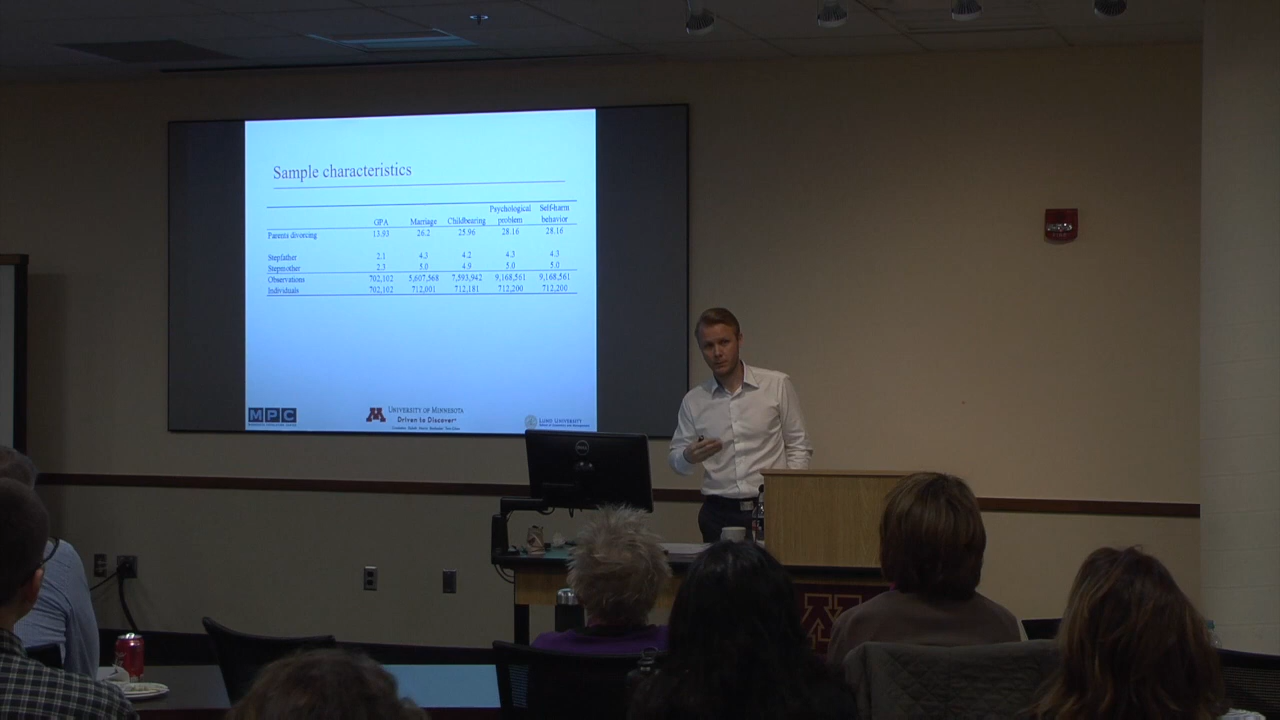 Sample characteristics
Psychological Self-harm
GPA Marriage Childbearing problem behavior
Parents divorcing 13.93 26.2 25.96 28.16 28.16
Stepfather 2.1 4.3 4.2 4.3 4.3
Stepmother 2.3 5.0 4.9 5.0 5.0
Observations 702,102 5,607,568 7,593,942 9,168,561 9,168,561
Individuals 702,102 712,001 712,181 712,200 712,200
MPC
M
UNIVERSITY OF MINNESOTA
Driven to Discover
LUND UNIVERSITY
DELL
M
FIRE